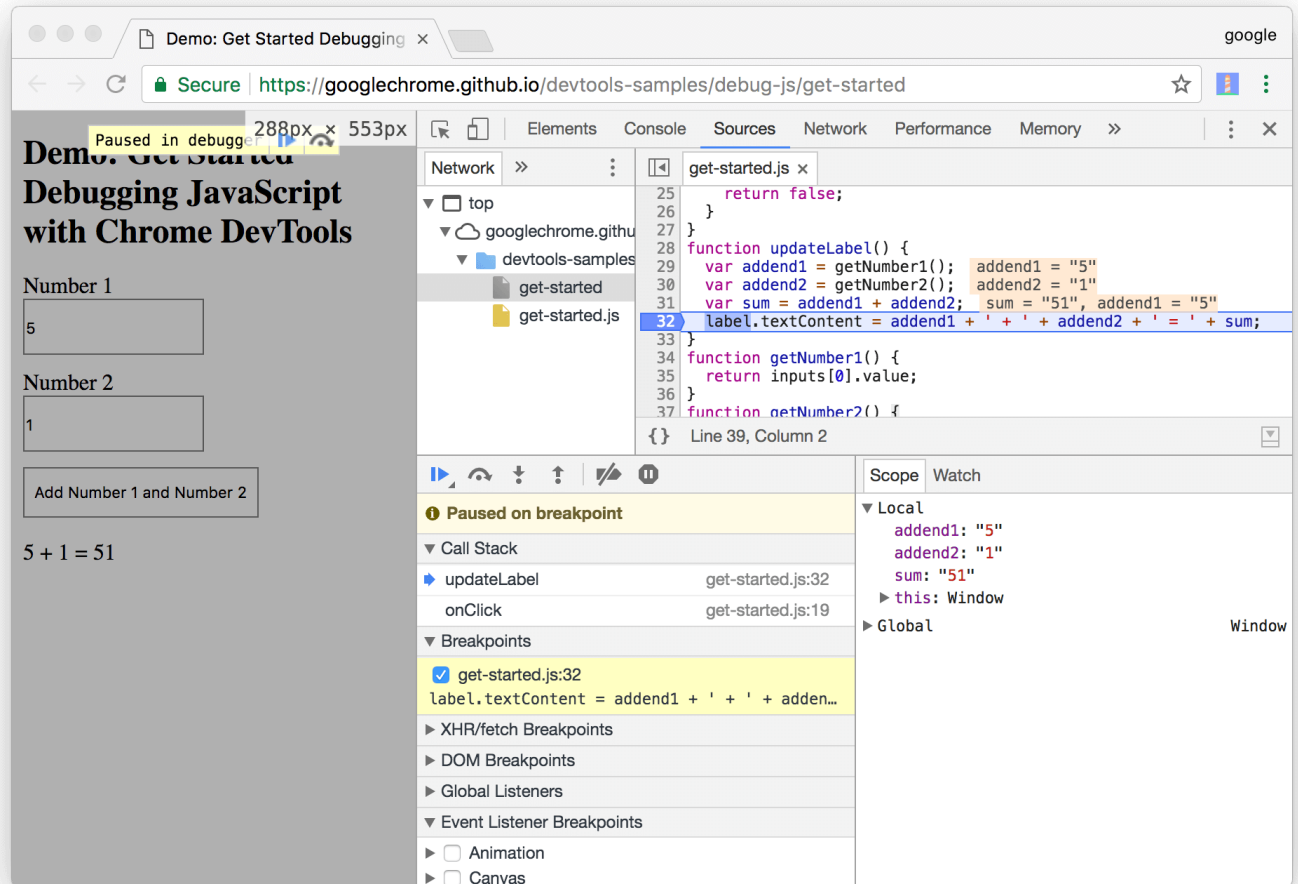 Demo: Get Started Debugging
google
Secure https://googlechrome.github.io/devtools-samples/debug-js/get-started
Paused in debugger
288px × 553px
Demo: Get Started
Debugging JavaScript
with Chrome DevTools
Number 1
5
Number 2
1
Add Number 1 and Number 2
5 + 1 = 51
Elements Console Sources Network Performance Memory »
Network »
top
googlechrome.githu
devtools-samples
get-started
get-started.js
get-started.js ×
25 return false;
26 }
27 }
28 function updateLabel() {
29 var addend1 = getNumber1(); addend1 = "5"
30 var addend2 = getNumber2(); addend2 = "1"
31 var sum = addend1 + addend2; sum = "51", addend1 = "5"
32 label.textContent = addend1 + ' + ' + addend2 + ' = ' + sum;
33 }
34 function getNumber1() {
35 return inputs[0].value;
36 }
37 function getNumber2() {
{} Line 39, Column 2
Paused on breakpoint
Call Stack
updateLabel get-started.js:32
onClick get-started.js:19
Breakpoints
get-started.js:32
label.textContent = addend1 + ' + ' + adden…
XHR/fetch Breakpoints
DOM Breakpoints
Global Listeners
Event Listener Breakpoints
Animation
Canvas
Scope Watch
Local
addend1: "5"
addend2: "1"
sum: "51"
this: Window
Global Window